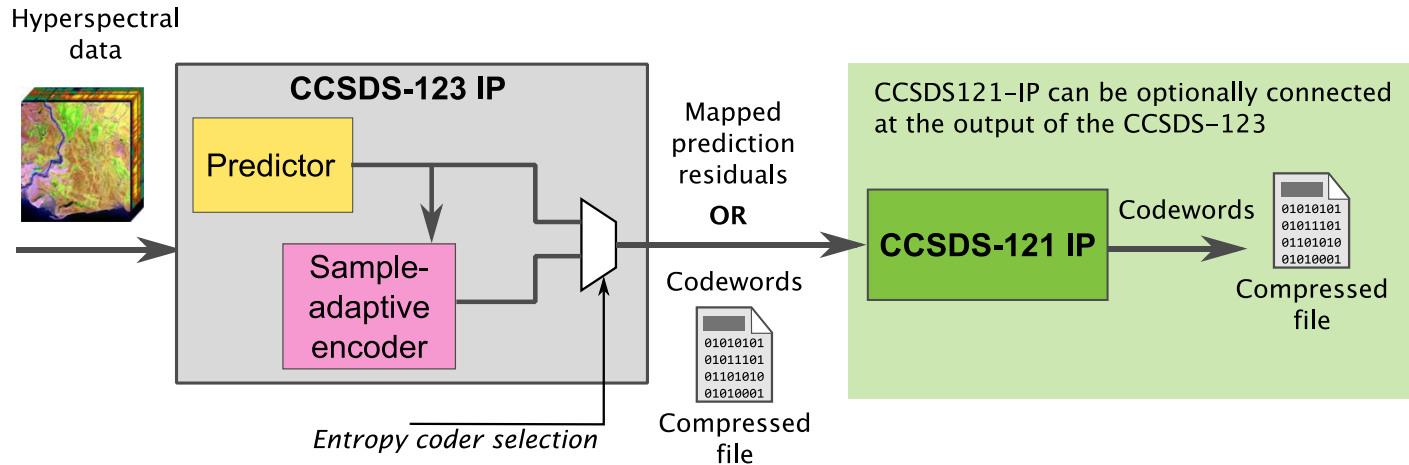 Hyperspectral
data
CCSDS-123 IP
Predictor
Sample-
adaptive
encoder
Entropy coder selection
Mapped
prediction
residuals
OR
Codewords
01010101
01011101
01101010
01010001
Compressed
file
CCSDS121-IP can be optionally connected
at the output of the CCSDS-123
CCSDS-121 IP
Codewords
01010101
01011101
01101010
01010001
Compressed
file